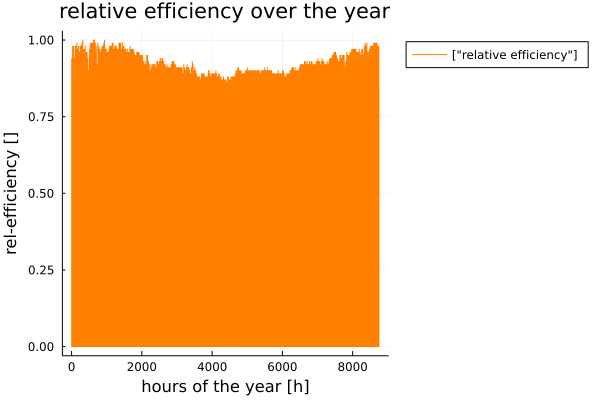 relative efficiency over the year
1.00
0.75
0.50
0.25
0.00
rel-efficiency []
0 2000 4000 6000 8000
hours of the year [h]
["relative efficiency"]